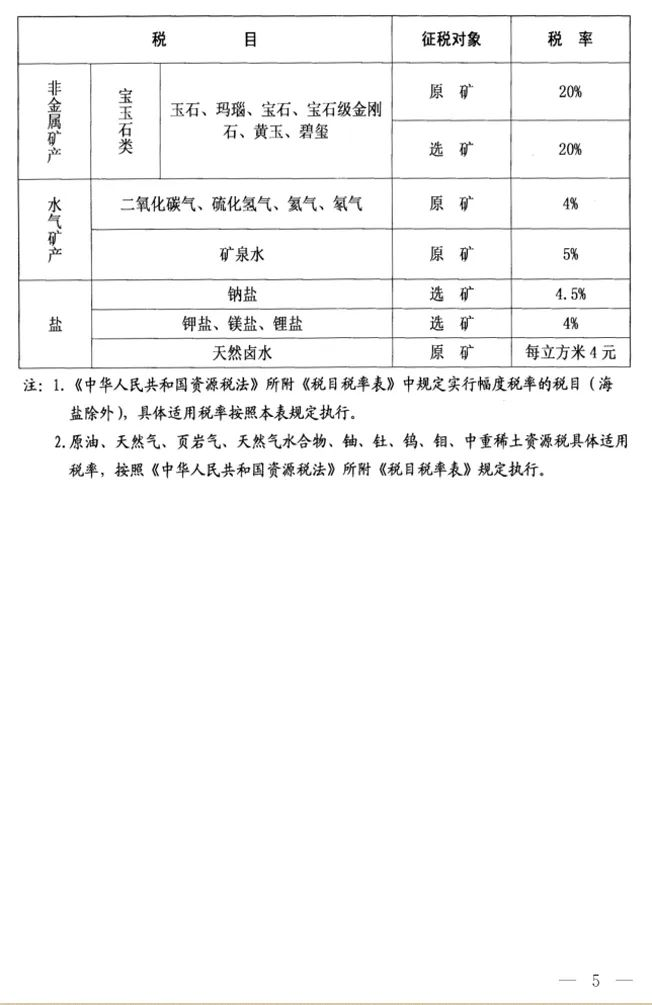 税 目 征税对象 税 率
非金属矿产 宝玉石类 玉石、玛瑙、宝石、宝石级金刚 原 矿 20%
石、黄玉、碧玺 选 矿 20%
水气矿产 二氧化碳气、硫化氢气、氦气、氡气 原 矿 4%
矿泉水 原 矿 5%
盐 钠盐 选 矿 4.5%
钾盐、镁盐、锂盐 选 矿 4%
天然卤水 原 矿 每立方米4元
注：1.《中华人民共和国资源税法》所附《税目税率表》中规定实行幅度税率的税目（海
盐除外），具体适用税率按照本表规定执行。
2.原油、天然气、页岩气、天然气水合物、铀、钍、钨、钼、中重稀土资源税具体适用
税率，按照《中华人民共和国资源税法》所附《税目税率表》规定执行。
— 5 —